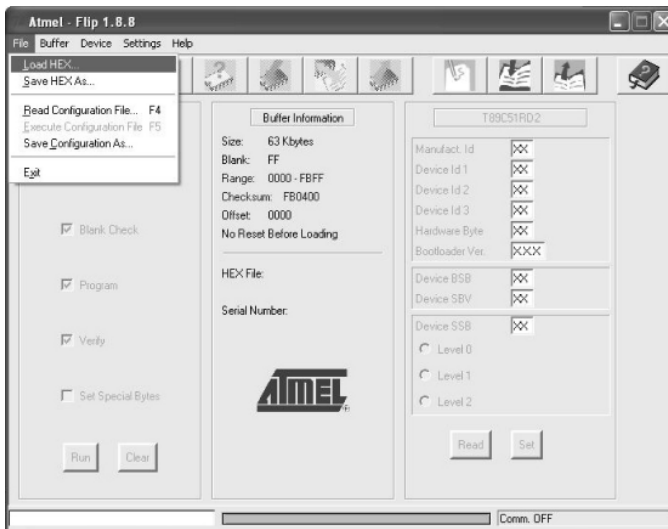 Atmel - Flip 1.8.8
File Buffer Device Settings Help
Load HEX...
Save HEX As...
Read Configuration File... F4
Execute Configuration File F5
Save Configuration As...
Exit
Blank Check
Program
Verify
Set Special Bytes
Run Clear
Buffer Information
Size: 63 Kbytes
Blank: FF
Range: 0000 - FBFF
Checksum: FB0400
Offset: 0000
No Reset Before Loading
HEX File:
Serial Number:
ATMEL
T89C51RD2
Manufact. Id XX
Device Id 1 XX
Device Id 2 XX
Device Id 3 XX
Hardware Byte XX
Bootloader Ver. XXX
Device BSB XX
Device SBV XX
Device SSB XX
Level 0
Level 1
Level 2
Read Set
Comm. OFF